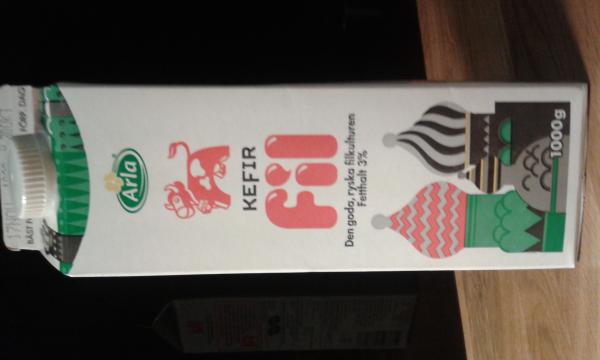 Arla
KEFIR
fil
Den goda, ryska filkulturen
Fetthalt 3%
1000g